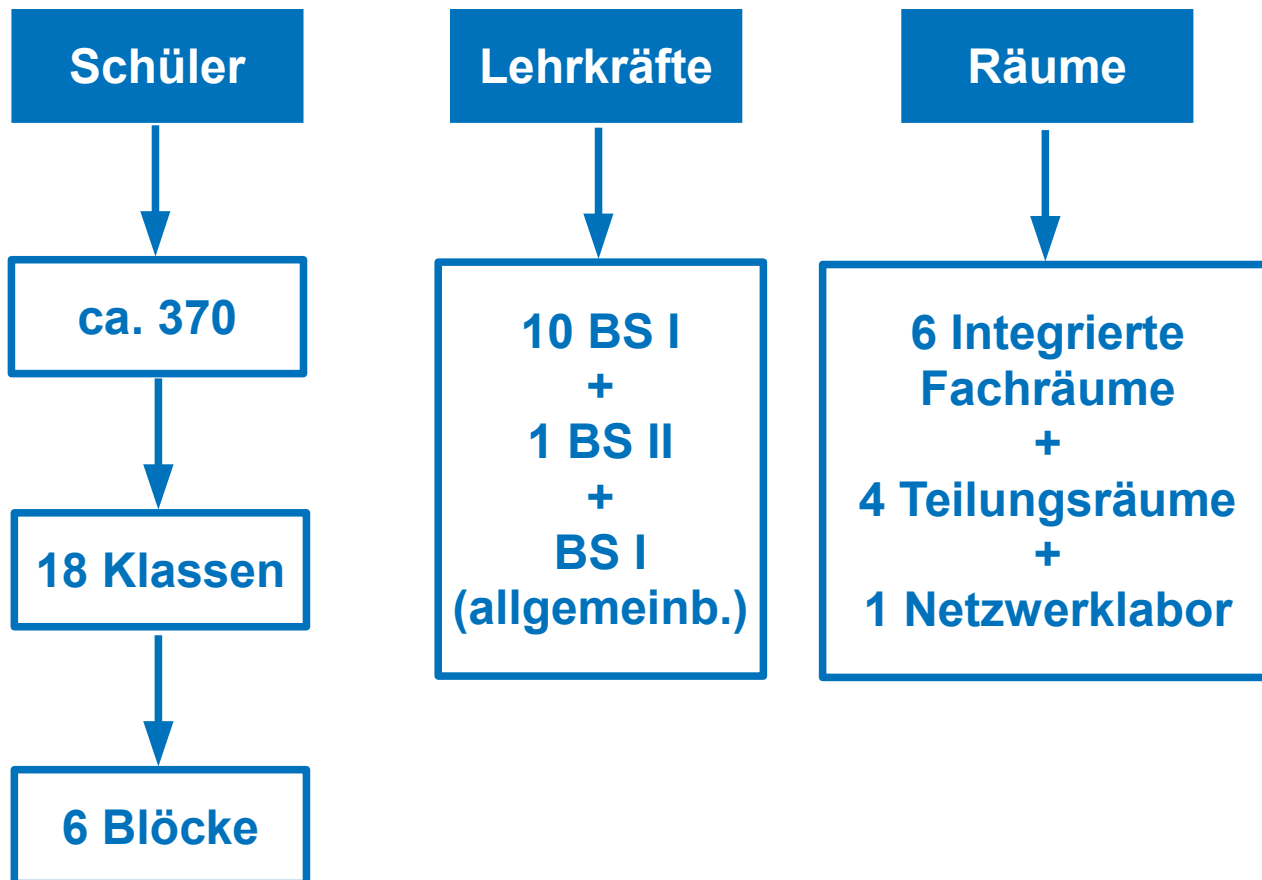 Schüler
ca. 370
18 Klassen
6 Blöcke
Lehrkräfte
10 BS I
+
1 BS II
+
BS I
(allgemeinb.)
Räume
6 Integrierte
Fachräume
+
4 Teilungsräume
+
1 Netzwerklabor